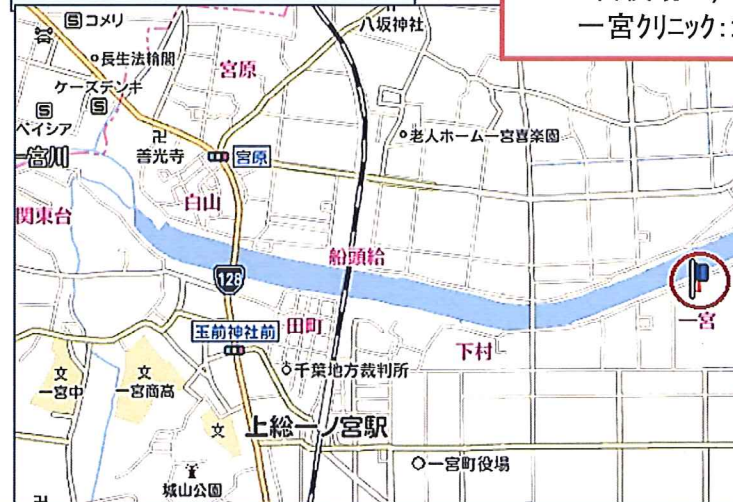 一宮クリニック:
コメリ
八坂神社
長生法輪閣
宮原
ケーズデンキ
ベイシア
善光寺
宮原
老人ホーム一宮喜楽園
一宮川
白山
関東台
船頭給
128
一宮
玉前神社前
田町
下村
千葉地方裁判所
文
一宮中
文
一宮商高
文
上総一ノ宮駅
一宮町役場
城山公園